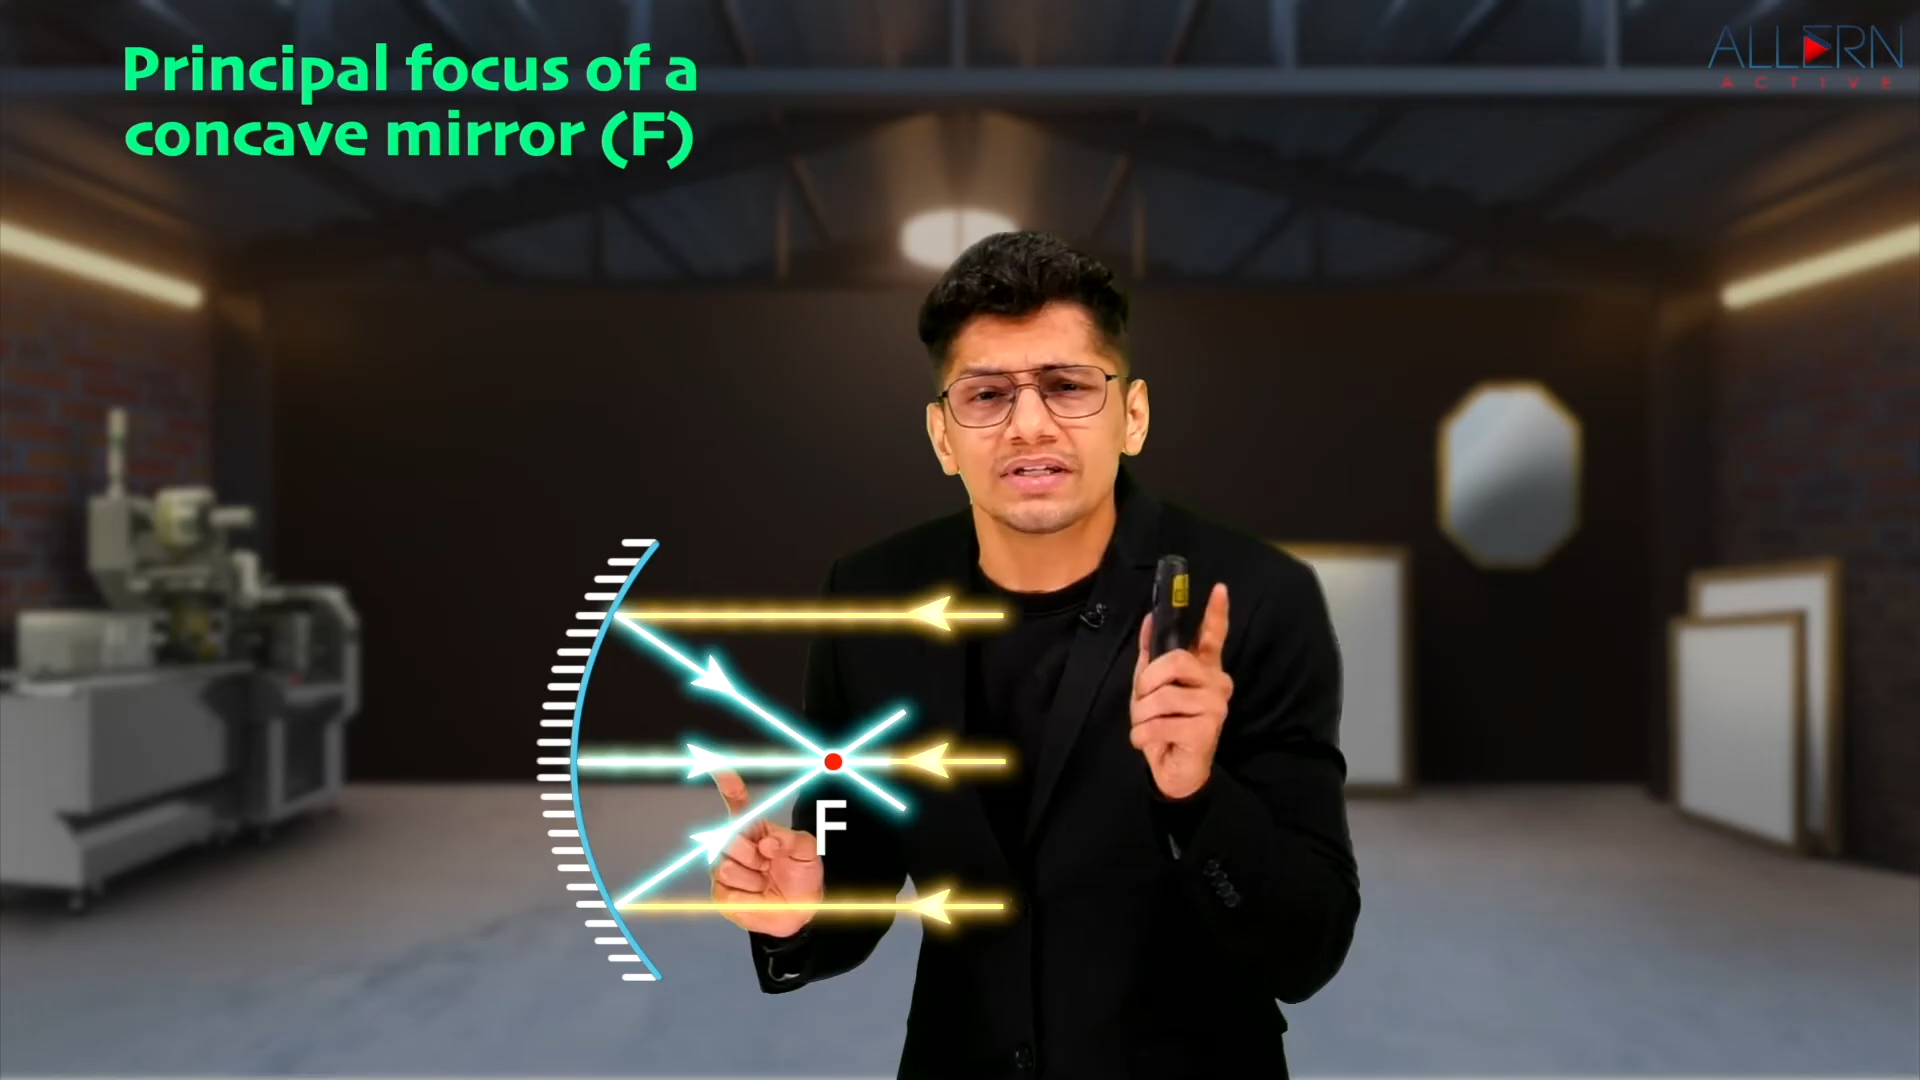 Principal focus of a
concave mirror (F)
ALLERN
ACTIVE
F